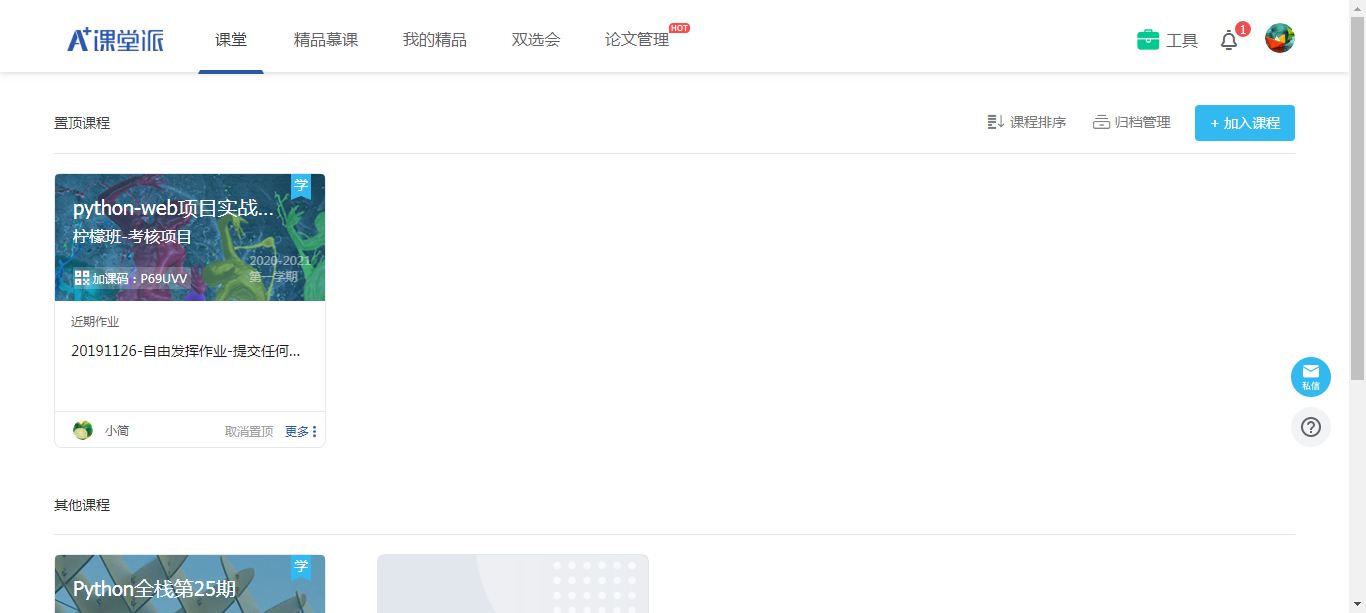 A+课堂派
课堂
精品慕课
我的精品
双选会
论文管理
HOT
工具
1
置顶课程
课程排序
归档管理
+ 加入课程
学
python-web项目实战...
柠檬班-考核项目
2020-2021
第一学期
加课码：P69UVV
近期作业
20191126-自由发挥作业-提交任何...
小简
取消置顶
更多
私信
其他课程
学
Python全栈第25期